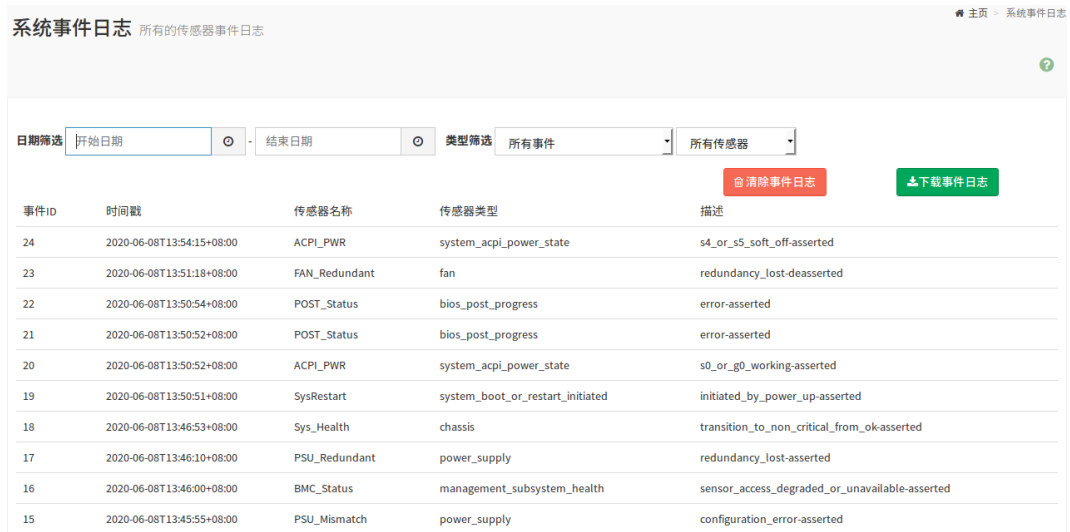 主页 > 系统事件日志
系统事件日志 所有的传感器事件日志
日期筛选 开始日期 - 结束日期 类型筛选 所有事件 所有传感器
清除事件日志 下载事件日志
事件ID 时间戳 传感器名称 传感器类型 描述
24 2020-06-08T13:54:15+08:00 ACPI_PWR system_acpi_power_state s4_or_s5_soft_off-asserted
23 2020-06-08T13:51:18+08:00 FAN_Redundant fan redundancy_lost-deasserted
22 2020-06-08T13:50:54+08:00 POST_Status bios_post_progress error-asserted
21 2020-06-08T13:50:52+08:00 POST_Status bios_post_progress error-asserted
20 2020-06-08T13:50:52+08:00 ACPI_PWR system_acpi_power_state s0_or_g0_working-asserted
19 2020-06-08T13:50:51+08:00 SysRestart system_boot_or_restart_initiated initiated_by_power_up-asserted
18 2020-06-08T13:46:53+08:00 Sys_Health chassis transition_to_non_critical_from_ok-asserted
17 2020-06-08T13:46:10+08:00 PSU_Redundant power_supply redundancy_lost-asserted
16 2020-06-08T13:46:00+08:00 BMC_Status management_subsystem_health sensor_access_degraded_or_unavailable-asserted
15 2020-06-08T13:45:55+08:00 PSU_Mismatch power_supply configuration_error-asserted